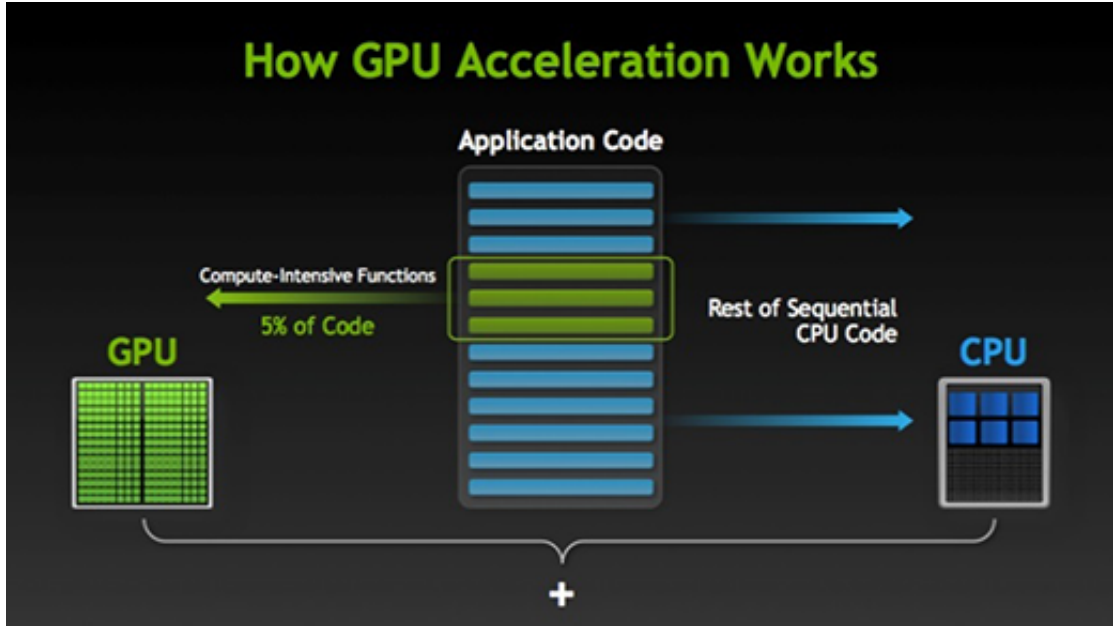 How GPU Acceleration Works
Application Code
Compute-Intensive Functions
5% of Code
Rest of Sequential
CPU Code
GPU
CPU
+